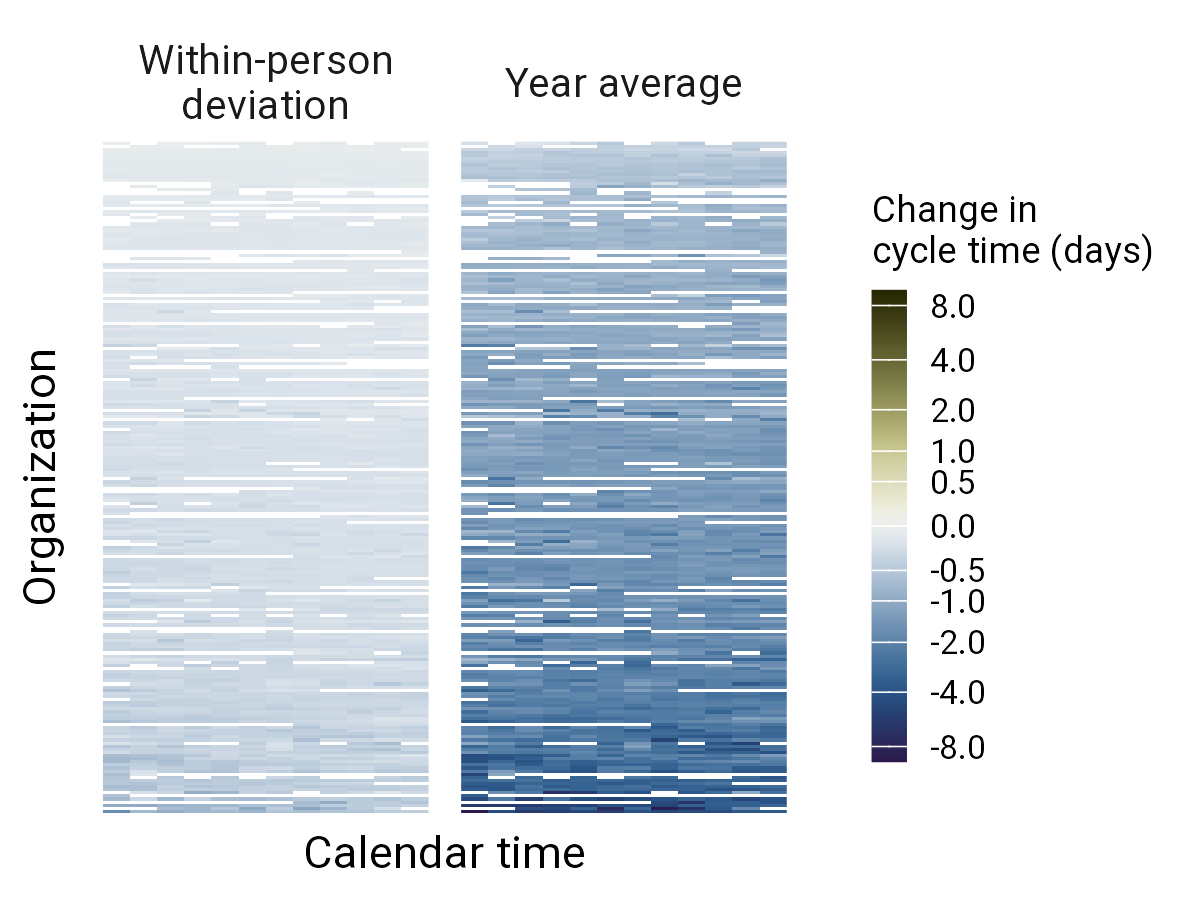 Within-person
deviation
Year average
Organization
Calendar time
Change in
cycle time (days)
8.0
4.0
2.0
1.0
0.5
0.0
-0.5
-1.0
-2.0
-4.0
-8.0